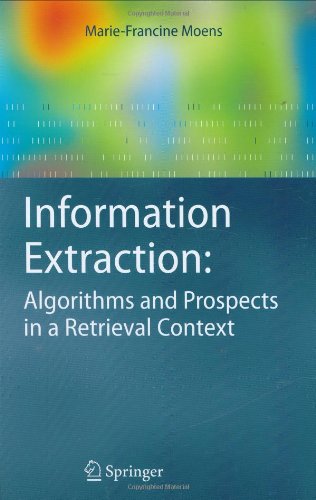 Marie-Francine Moens
Information
Extraction:
Algorithms and Prospects
in a Retrieval Context
Springer